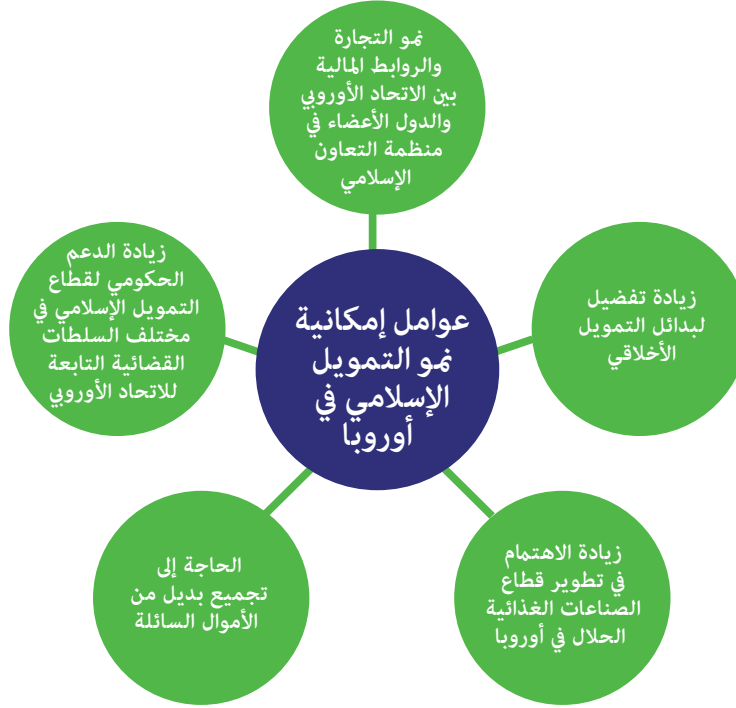 نمو التجارة
والروابط المالية
بين الاتحاد الأوروبي
والدول الأعضاء في
منظمة التعاون
الإسلامي
زيادة تفضيل
لبدائل التمويل
الأخلاقي
زيادة الاهتمام
في تطوير قطاع
الصناعات الغذائية
الحلال في أوروبا
الحاجة إلى
تجميع بديل من
الأموال السائلة
زيادة الدعم
الحكومي لقطاع
التمويل الإسلامي في
مختلف السلطات
القضائية التابعة
للاتحاد الأوروبي
عوامل إمكانية
نمو التمويل
الإسلامي في
أوروبا